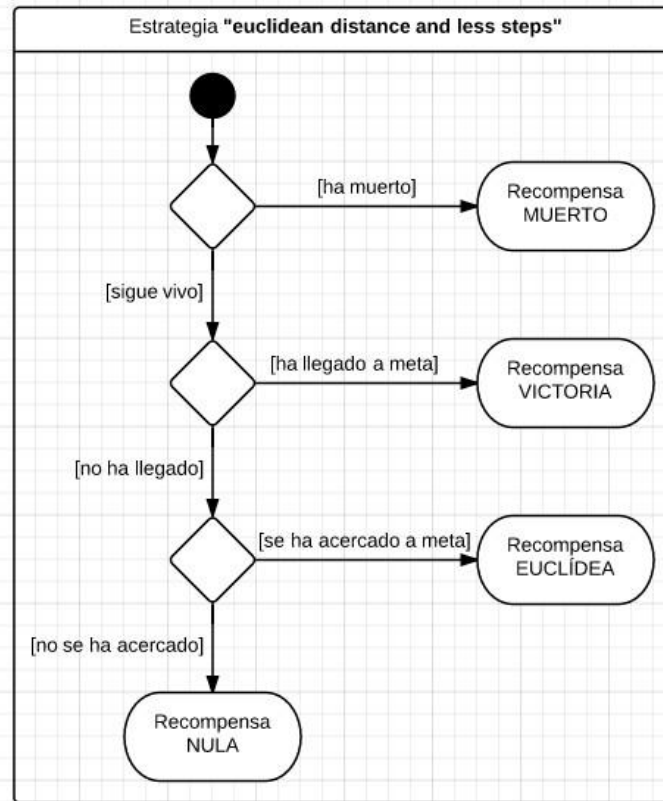 Estrategia "euclidean distance and less steps"
[ha muerto]
Recompensa
MUERTO
[sigue vivo]
[ha llegado a meta]
Recompensa
VICTORIA
[no ha llegado]
[se ha acercado a meta]
Recompensa
EUCLÍDEA
[no se ha acercado]
Recompensa
NULA